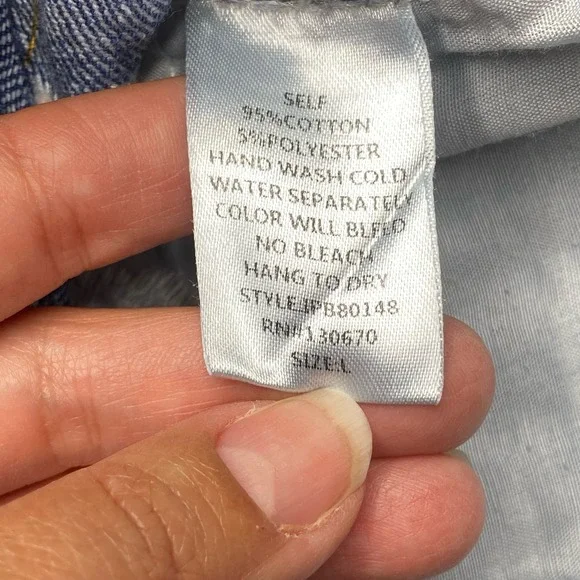 SELF
95%COTTON
5%POLYESTER
HAND WASH COLD
WATER SEPARATELY
COLOR WILL BLEED
NO BLEACH
HANG TO DRY
STYLE:JPB80148
RN#130670
SIZE:L